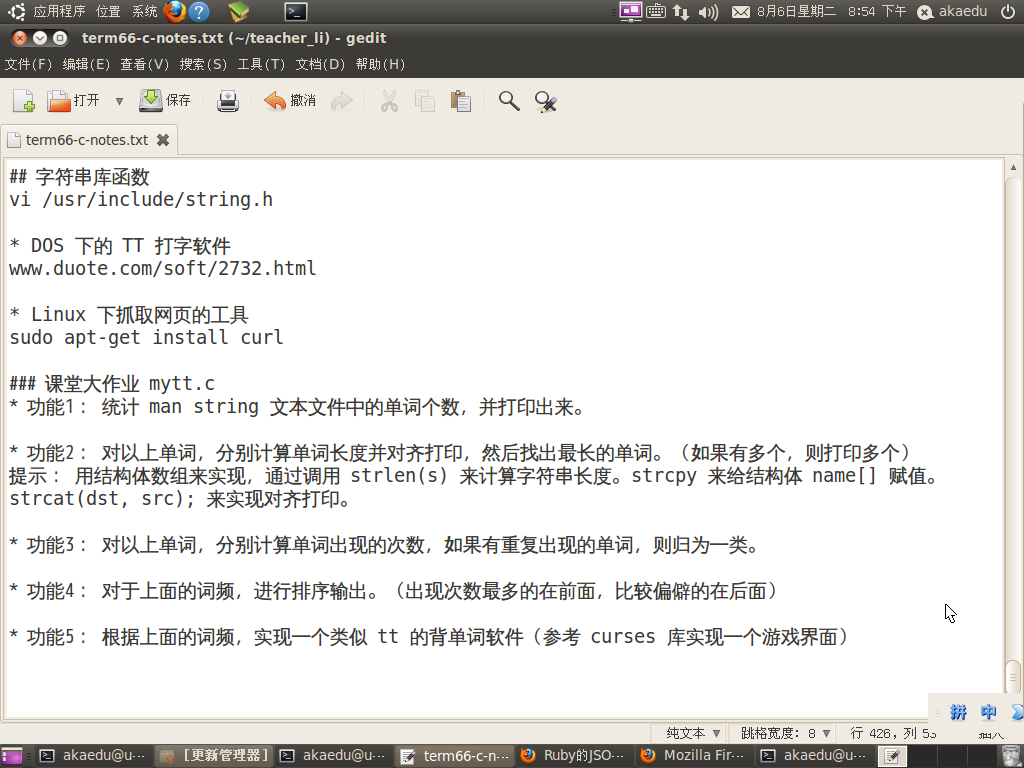 应用程序 位置 系统 8月6日星期二 8:54 下午 akaedu
term66-c-notes.txt (~/teacher_li) - gedit
文件(F) 编辑(E) 查看(V) 搜索(S) 工具(T) 文档(D) 帮助(H)
打开 保存 撤消
term66-c-notes.txt
## 字符串库函数
vi /usr/include/string.h
* DOS 下的 TT 打字软件
www.duote.com/soft/2732.html
* Linux 下抓取网页的工具
sudo apt-get install curl
### 课堂大作业 mytt.c
* 功能1： 统计 man string 文本文件中的单词个数，并打印出来。
* 功能2： 对以上单词，分别计算单词长度并对齐打印，然后找出最长的单词。（如果有多个，则打印多个）
提示： 用结构体数组来实现，通过调用 strlen(s) 来计算字符串长度。strcpy 来给结构体 name[] 赋值。
strcat(dst, src); 来实现对齐打印。
* 功能3： 对以上单词，分别计算单词出现的次数，如果有重复出现的单词，则归为一类。
* 功能4： 对于上面的词频，进行排序输出。（出现次数最多的在前面，比较偏僻的在后面）
* 功能5： 根据上面的词频，实现一个类似 tt 的背单词软件（参考 curses 库实现一个游戏界面）
拼 中
纯文本 跳格宽度： 8 行 426，列
akaedu@u-··· [更新管理器] akaedu@u-··· term66-c-n··· Ruby的JSO··· Mozilla Fir··· akaedu@u-···